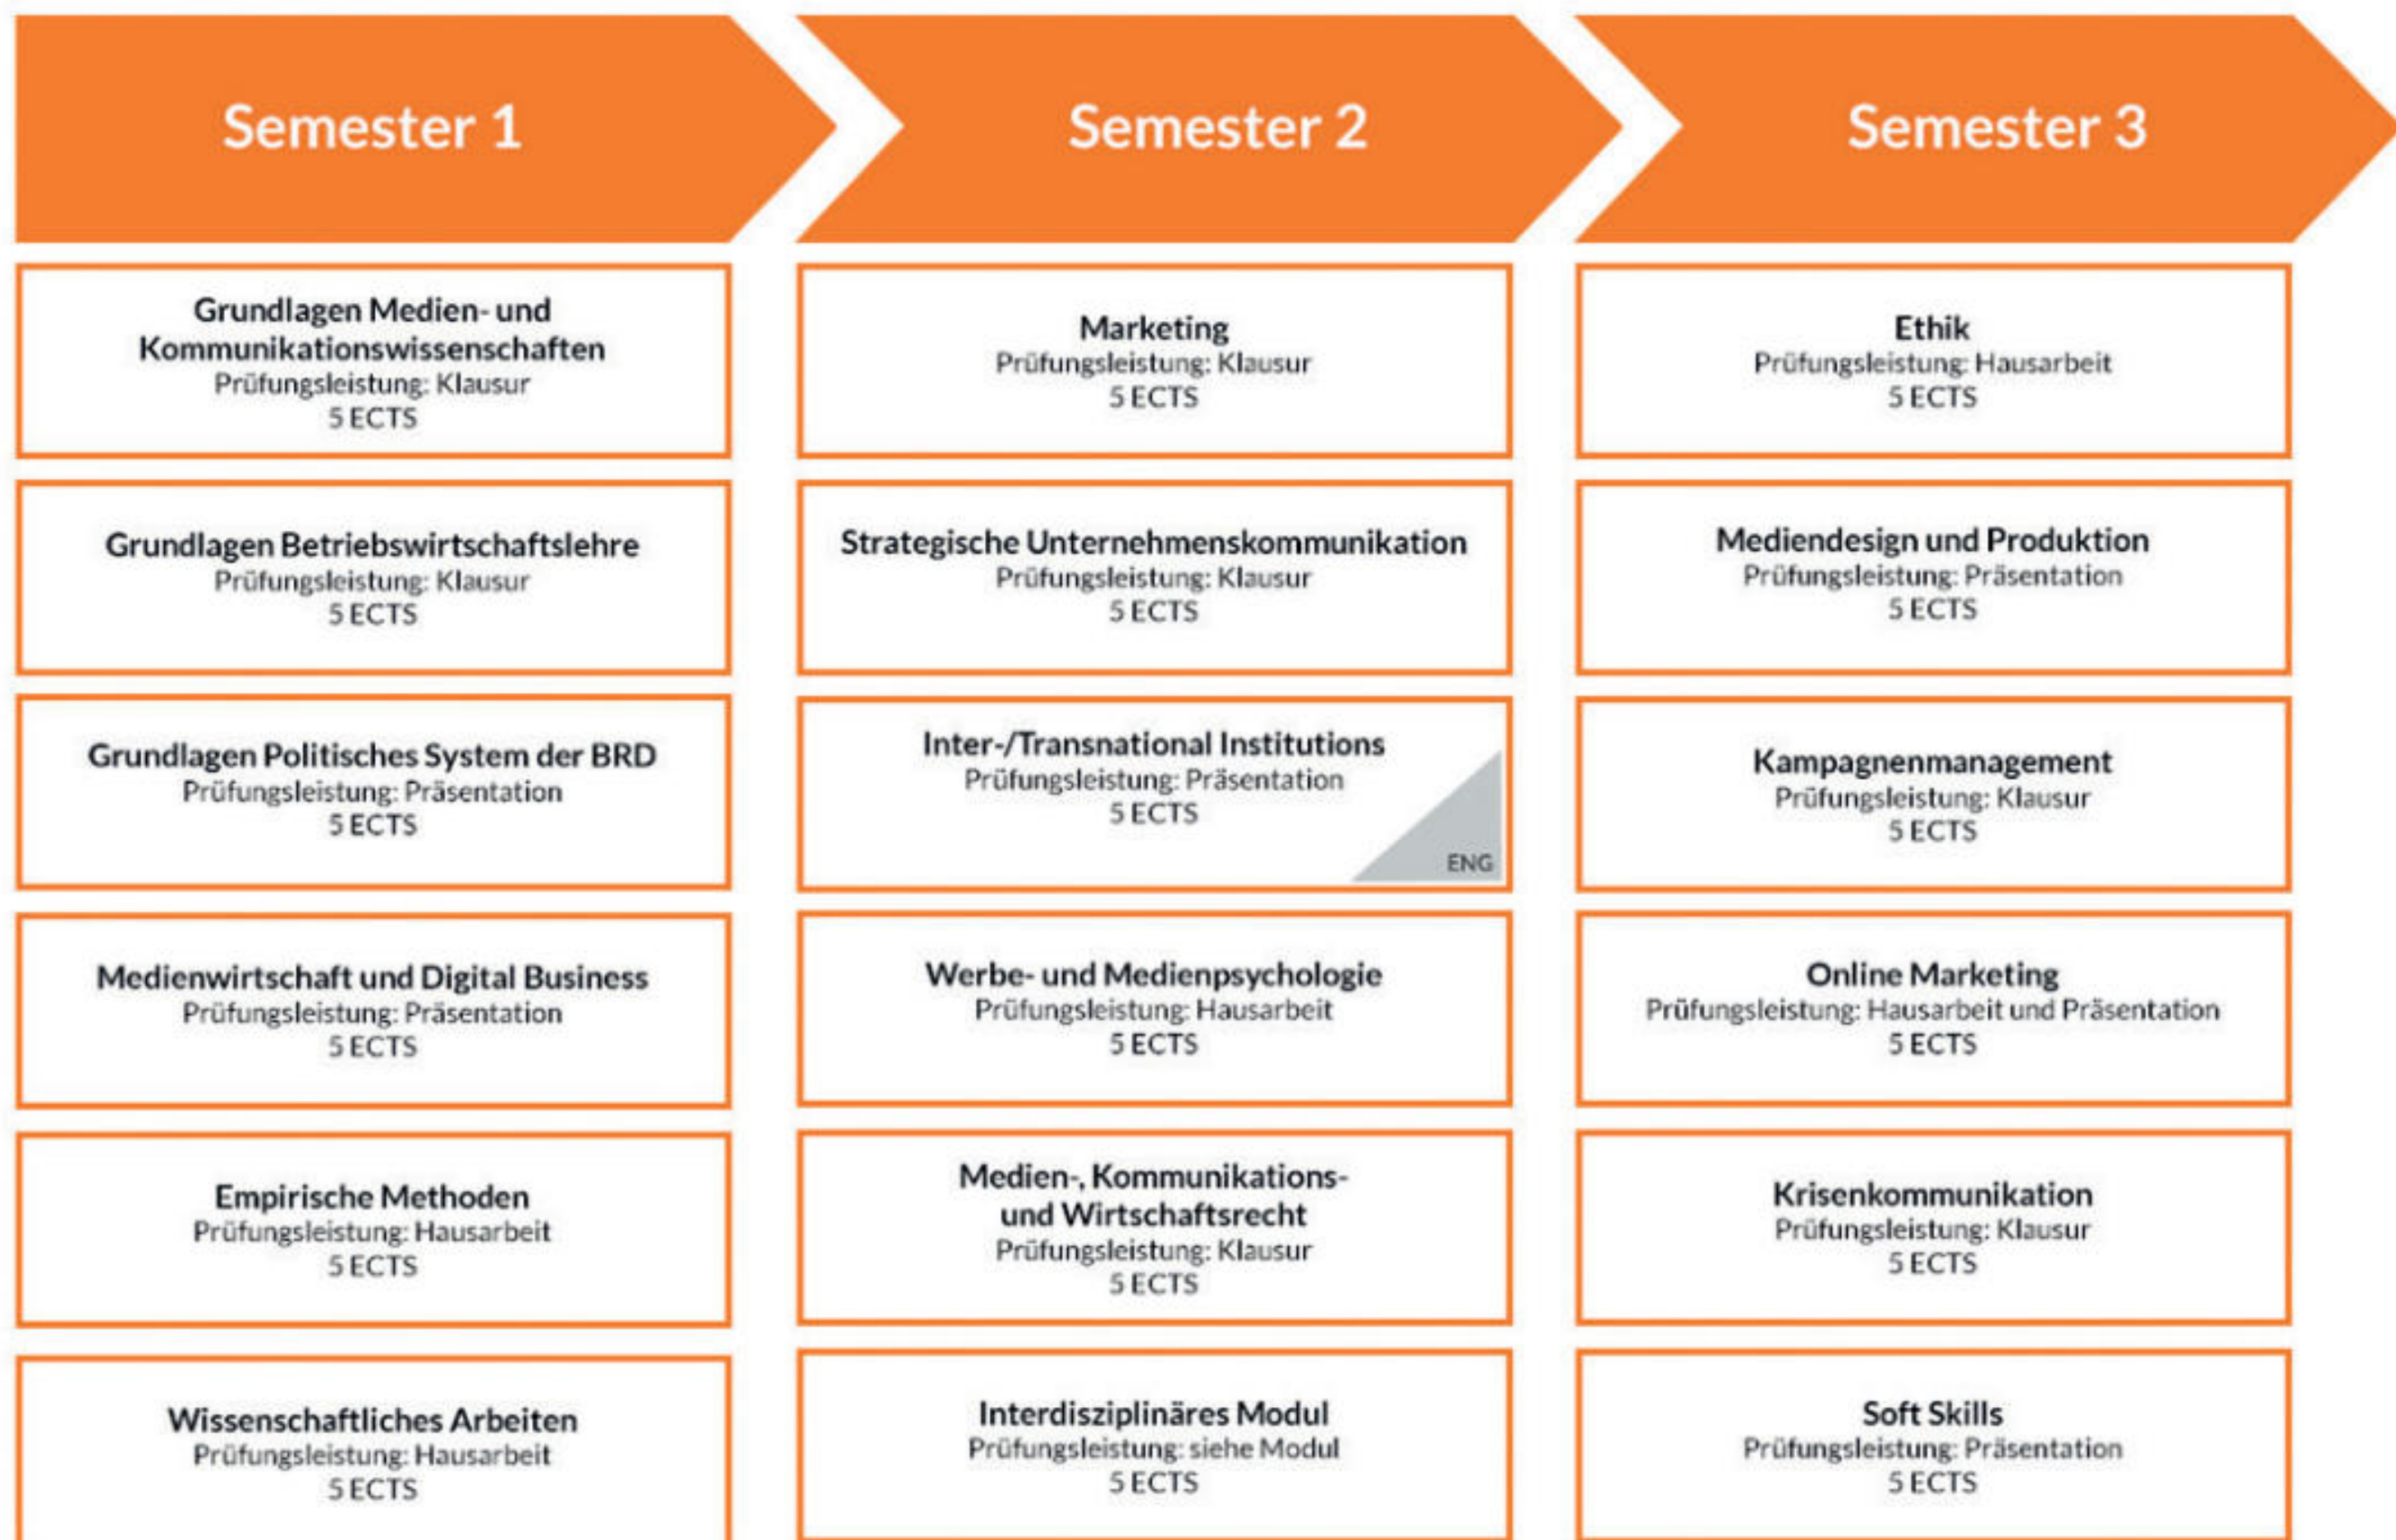 Semester 1
Semester 2
Semester 3
Grundlagen Medien- und
Kommunikationswissenschaften
Prüfungsleistung: Klausur
5 ECTS
Grundlagen Betriebswirtschaftslehre
Prüfungsleistung: Klausur
5 ECTS
Grundlagen Politisches System der BRD
Prüfungsleistung: Präsentation
5 ECTS
Medienwirtschaft und Digital Business
Prüfungsleistung: Präsentation
5 ECTS
Empirische Methoden
Prüfungsleistung: Hausarbeit
5 ECTS
Wissenschaftliches Arbeiten
Prüfungsleistung: Hausarbeit
5 ECTS
Marketing
Prüfungsleistung: Klausur
5 ECTS
Strategische Unternehmenskommunikation
Prüfungsleistung: Klausur
5 ECTS
Inter-/Transnational Institutions
Prüfungsleistung: Präsentation
5 ECTS
ENG
Werbe- und Medienpsychologie
Prüfungsleistung: Hausarbeit
5 ECTS
Medien-, Kommunikations-
und Wirtschaftsrecht
Prüfungsleistung: Klausur
5 ECTS
Interdisziplinäres Modul
Prüfungsleistung: siehe Modul
5 ECTS
Ethik
Prüfungsleistung: Hausarbeit
5 ECTS
Mediendesign und Produktion
Prüfungsleistung: Präsentation
5 ECTS
Kampagnenmanagement
Prüfungsleistung: Klausur
5 ECTS
Online Marketing
Prüfungsleistung: Hausarbeit und Präsentation
5 ECTS
Krisenkommunikation
Prüfungsleistung: Klausur
5 ECTS
Soft Skills
Prüfungsleistung: Präsentation
5 ECTS